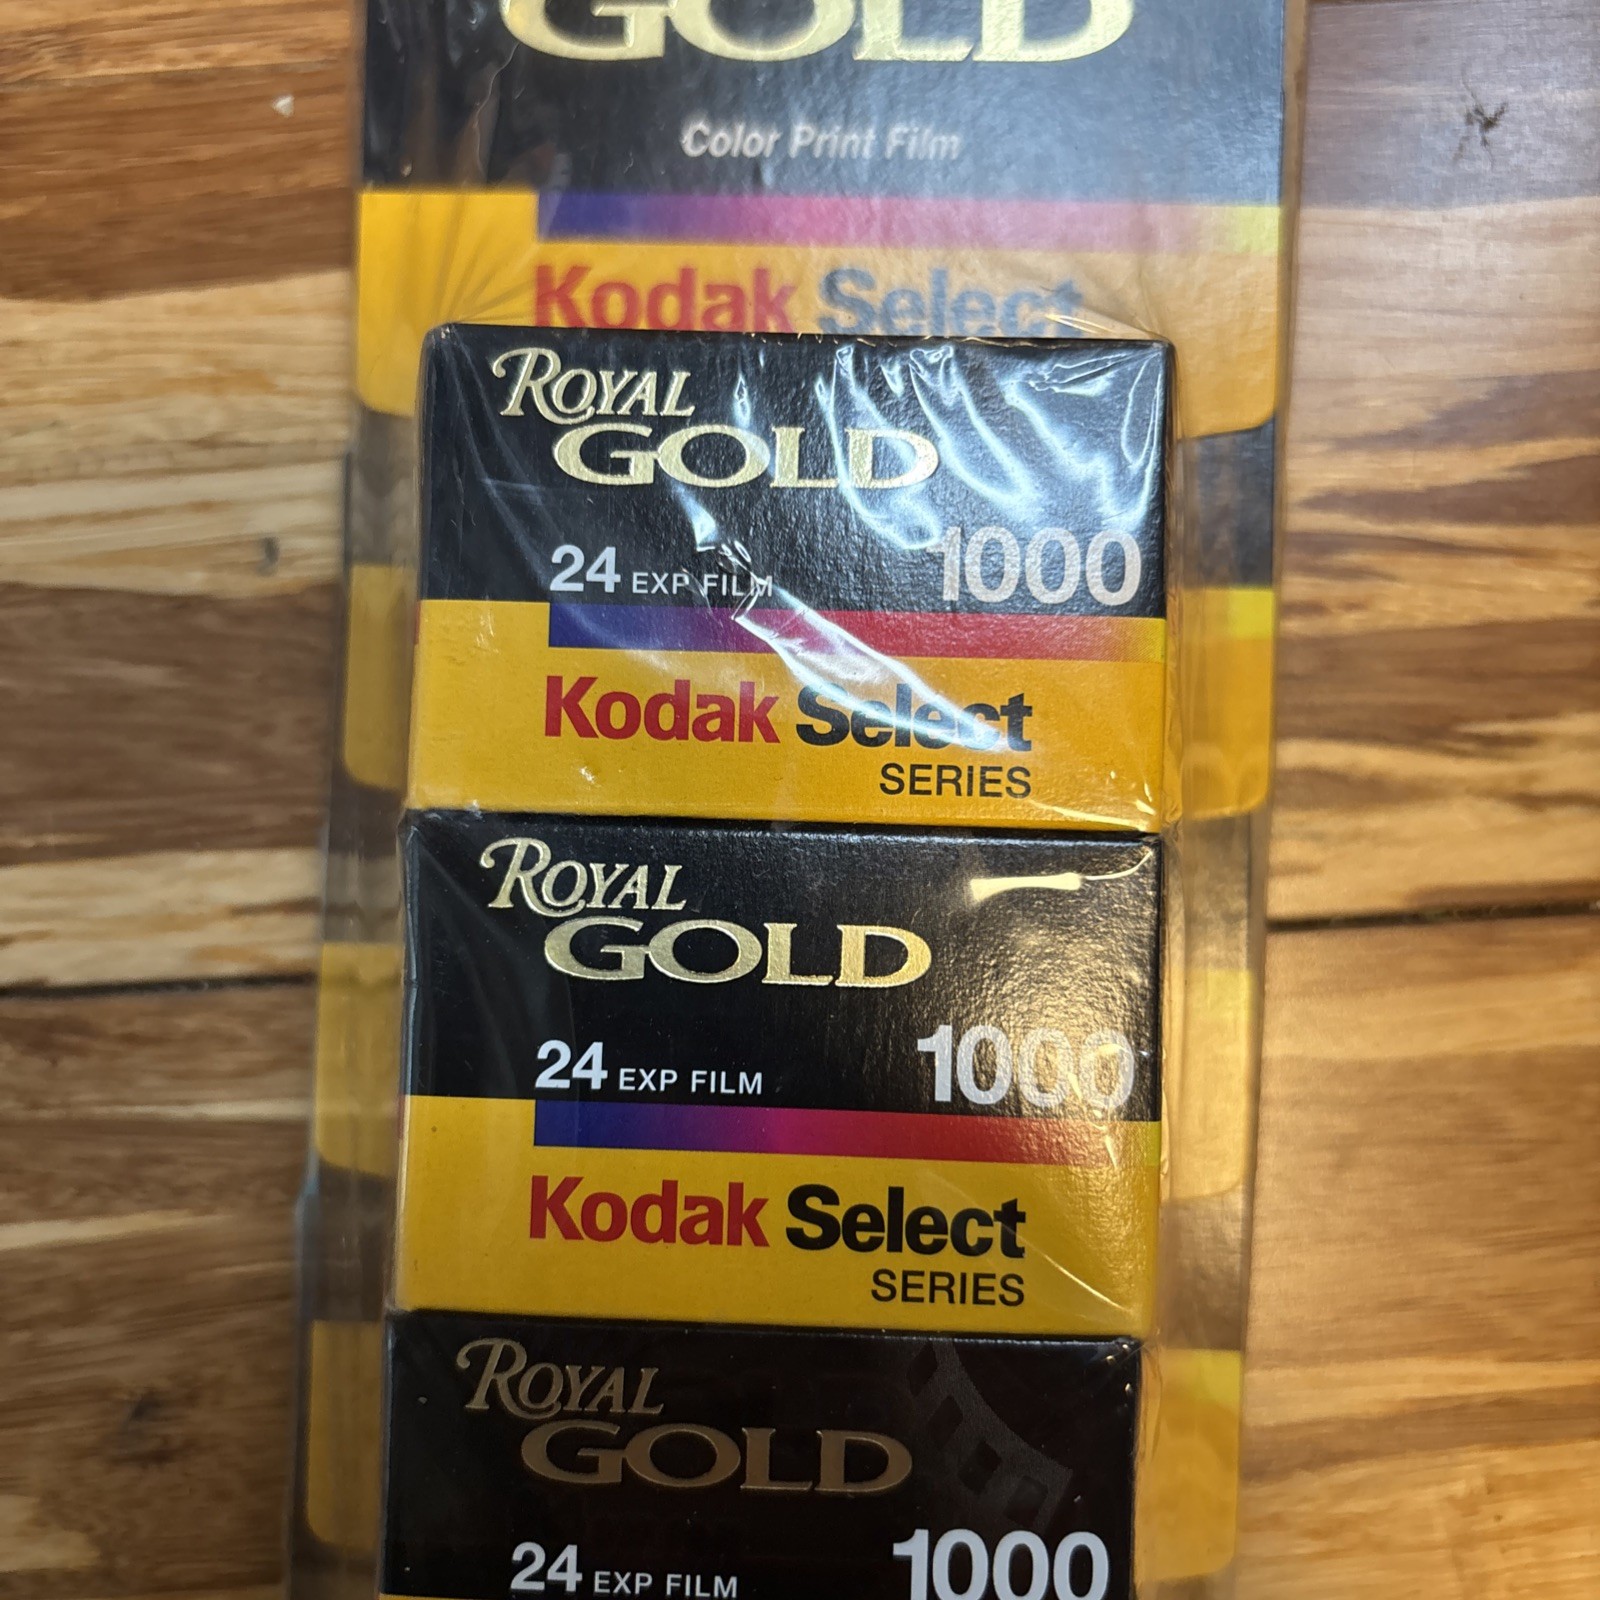 GOLD
Color Print Film
Kodak Select
ROYAL
GOLD
24 EXP FILM 1000
Kodak Select
SERIES
ROYAL
GOLD
24 EXP FILM 1000
Kodak Select
SERIES
ROYAL
GOLD
24 EXP FILM 1000